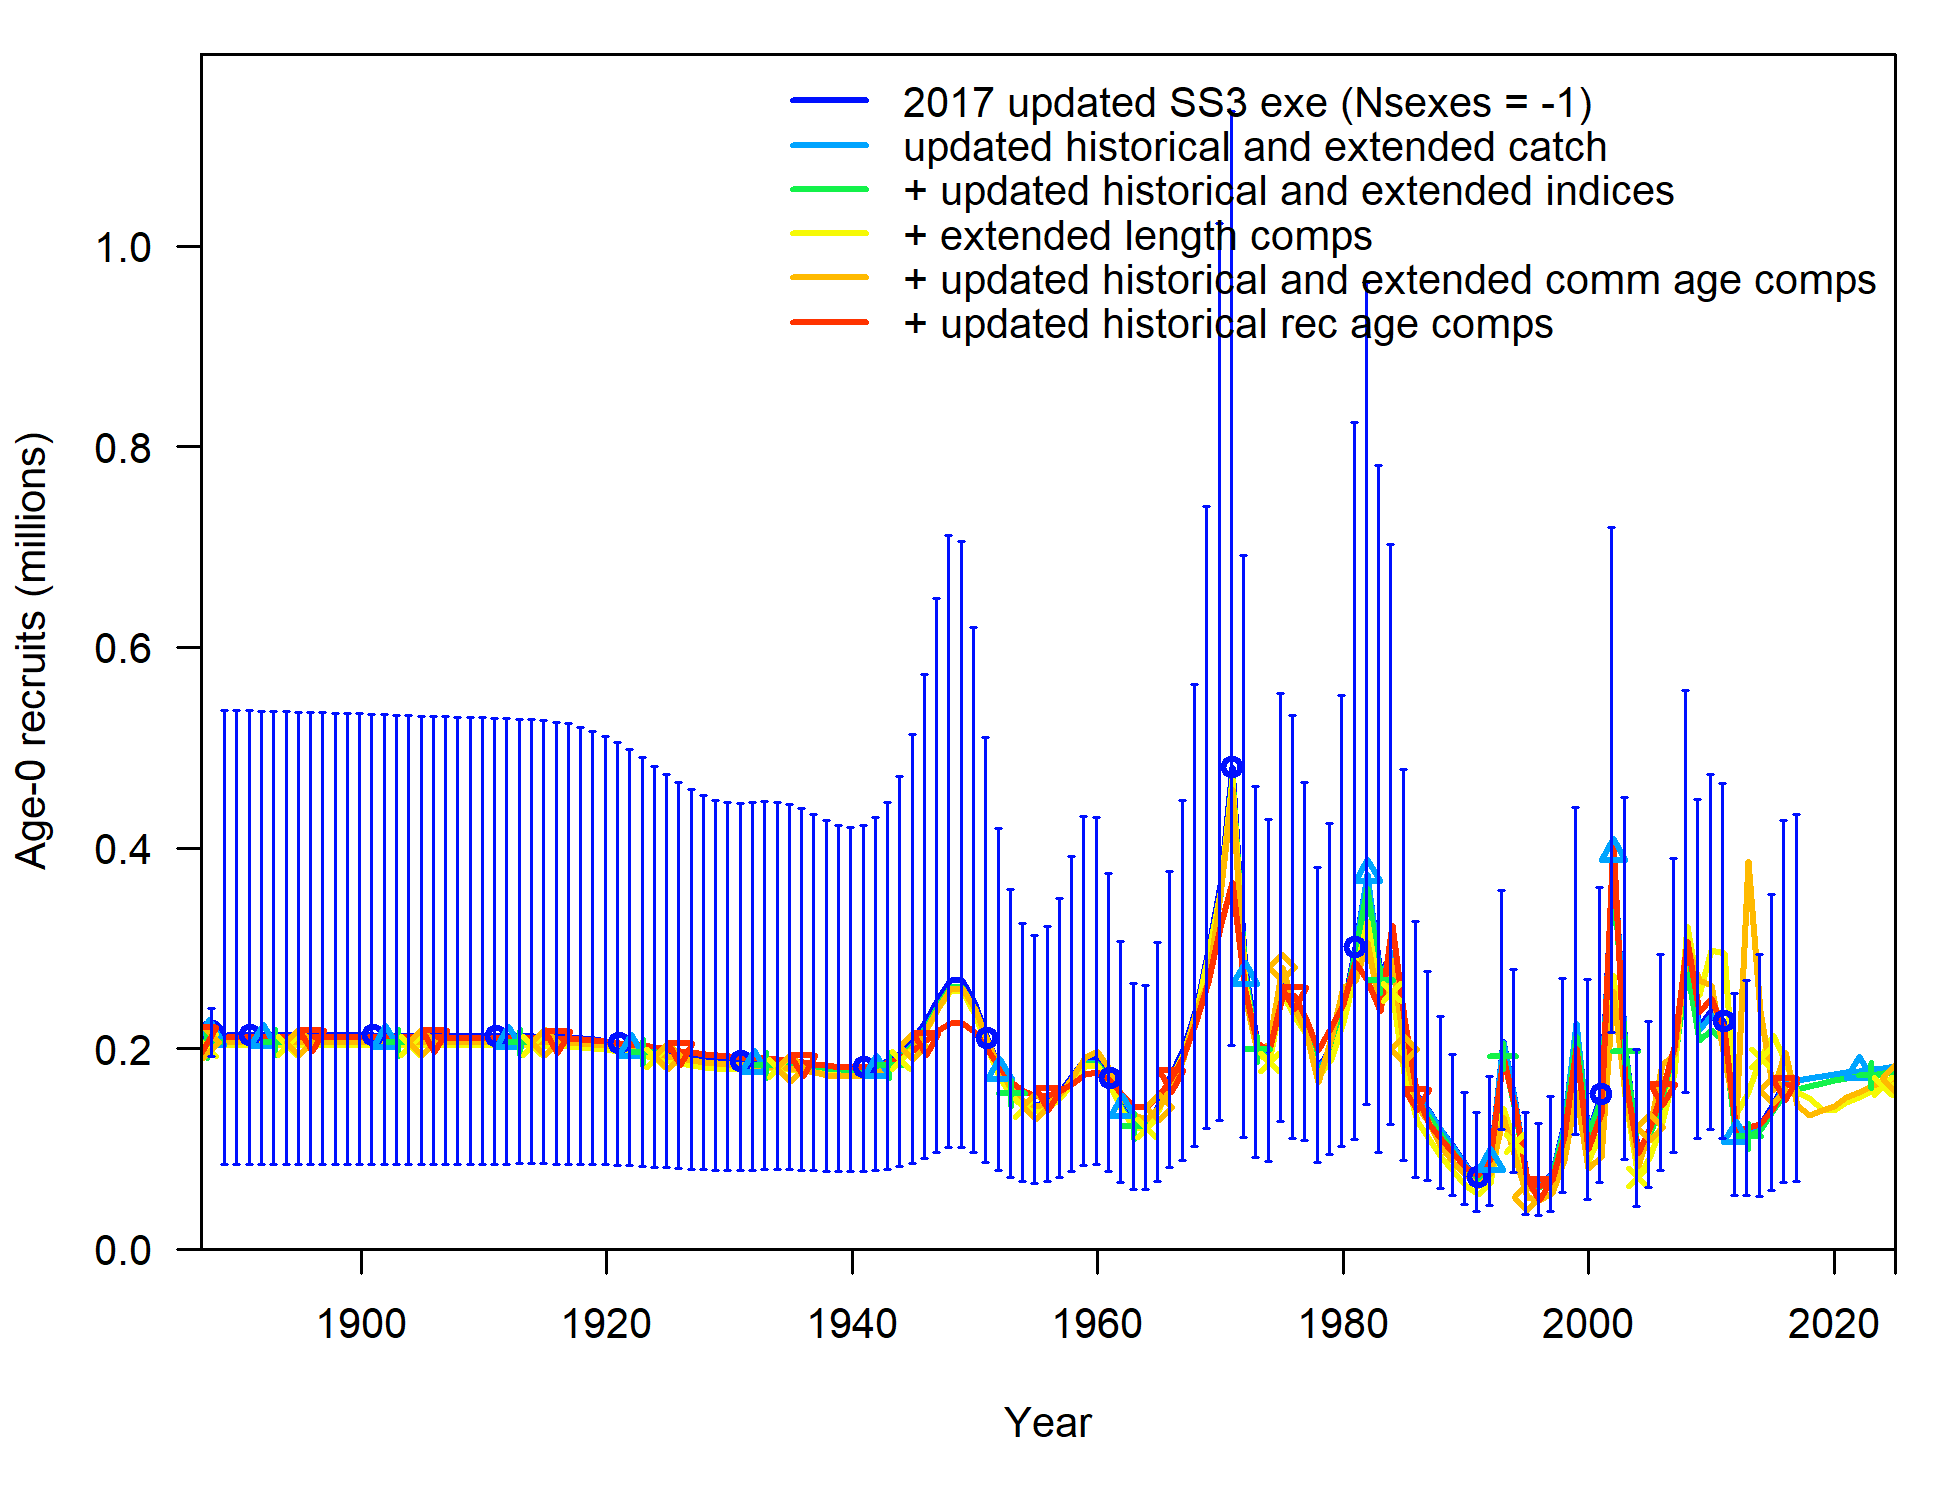 2017 updated SS3 exe (Nsexes = -1)
updated historical and extended catch
+ updated historical and extended indices
+ extended length comps
+ updated historical and extended comm age comps
+ updated historical rec age comps
Age-0 recruits (millions)
1.0
0.8
0.6
0.4
0.2
0.0
1900 1920 1940 1960 1980 2000 2020
Year